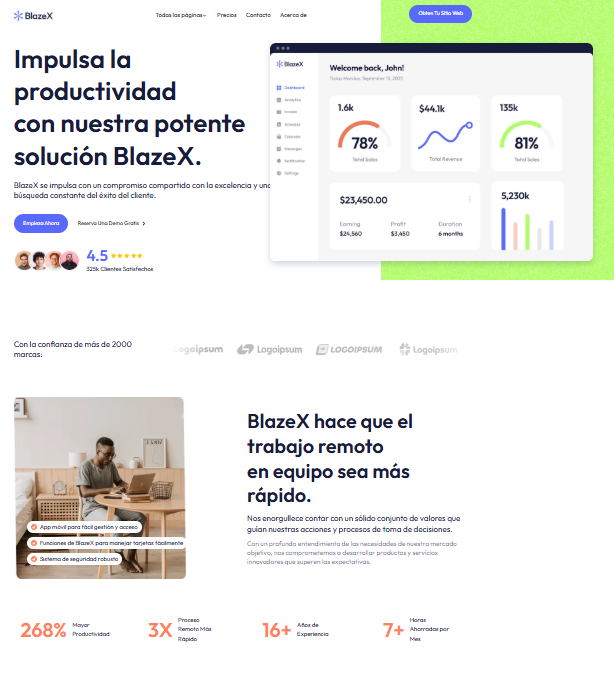 BlazeX
Todas las páginas Precios Contacto Acerca de
Obten Tu Sitio Web
Impulsa la
productividad
con nuestra potente
solución BlazeX.
BlazeX se impulsa con un compromiso compartido con la excelencia y una
búsqueda constante del éxito del cliente.
Empieza Ahora
Reserva Una Demo Gratis
4.5
325k Clientes Satisfechos
BlazeX
Dashboard
Analytics
Invoice
Schedule
Calendar
Messages
Notification
Settings
Welcome back, John!
Today Monday, September 11, 2023
1.6k
78%
Total Sales
$44.1k
Total Revenue
135k
81%
Total Sales
$23,450.00
Earning Profit Duration
$24,560 $3,450 6 months
5,230k
Con la confianza de más de 2000
marcas:
Logoipsum Logoipsum LOGOIPSUM Logoipsum
App móvil para fácil gestión y acceso
Funciones de BlazeX para manejar tarjetas fácilmente
Sistema de seguridad robusto
BlazeX hace que el
trabajo remoto
en equipo sea más
rápido.
Nos enorgullece contar con un sólido conjunto de valores que
guían nuestras acciones y procesos de toma de decisiones.
Con un profundo entendimiento de las necesidades de nuestro mercado
objetivo, nos comprometemos a desarrollar productos y servicios
innovadores que superen las expectativas.
268%
Mayor
Productividad
3X
Proceso
Remoto Más
Rápido
16+
Años de
Experiencia
7+
Horas
Ahorradas por
Mes